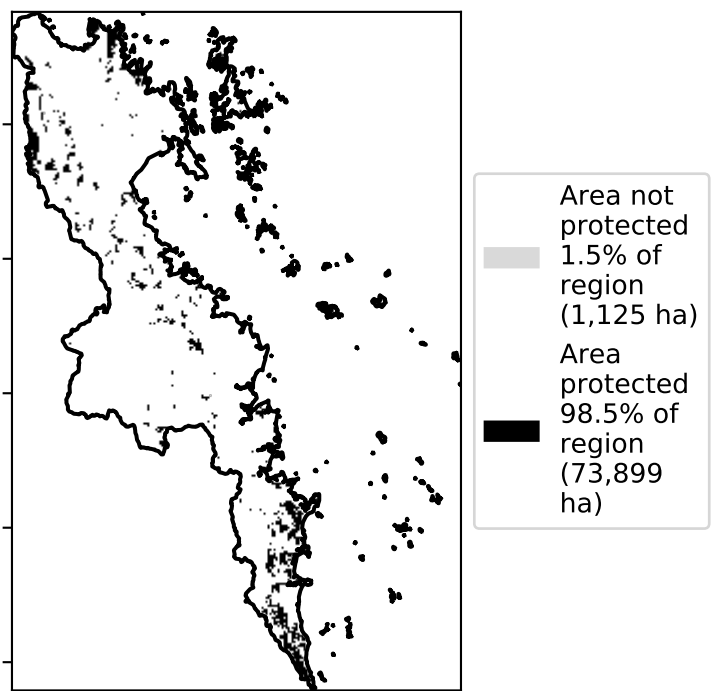 Area not
protected
1.5% of
region
(1,125 ha)
Area
protected
98.5% of
region
(73,899
ha)